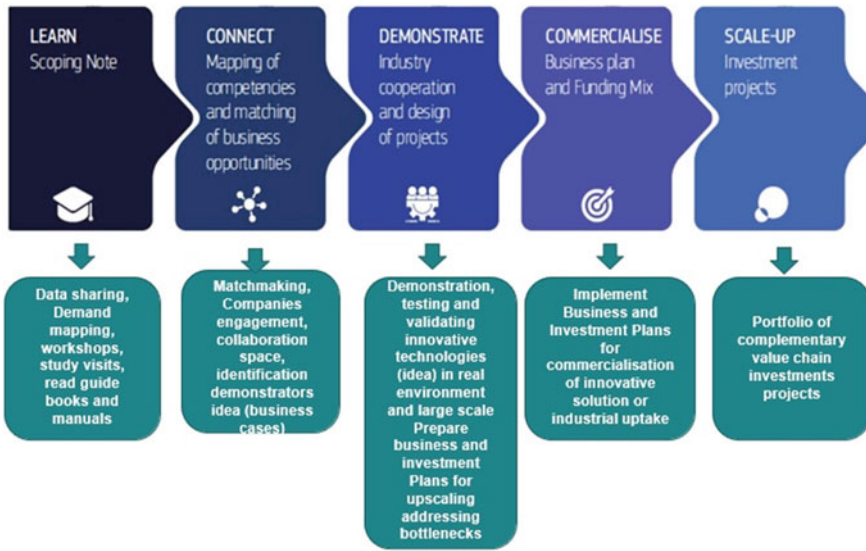 LEARN
Scoping Note
CONNECT
Mapping of
competencies
and matching
of business
opportunities
DEMONSTRATE
Industry
cooperation
and design
of projects
COMMERCIALISE
Business plan
and Funding Mix
SCALE-UP
Investment
projects
Data sharing,
Demand
mapping,
workshops,
study visits,
read guide
books and
manuals
Matchmaking,
Companies
engagement,
collaboration
space,
identification
demonstrators
idea (business
cases)
Demonstration,
testing and
validating
innovative
technologies
(idea) in real
environment
and large scale
Prepare
business and
investment
Plans for
upscaling
addressing
bottlenecks
Implement
Business and
Investment Plans
for
commercialisation
of innovative
solution or
industrial uptake
Portfolio of
complementary
value chain
investments
projects